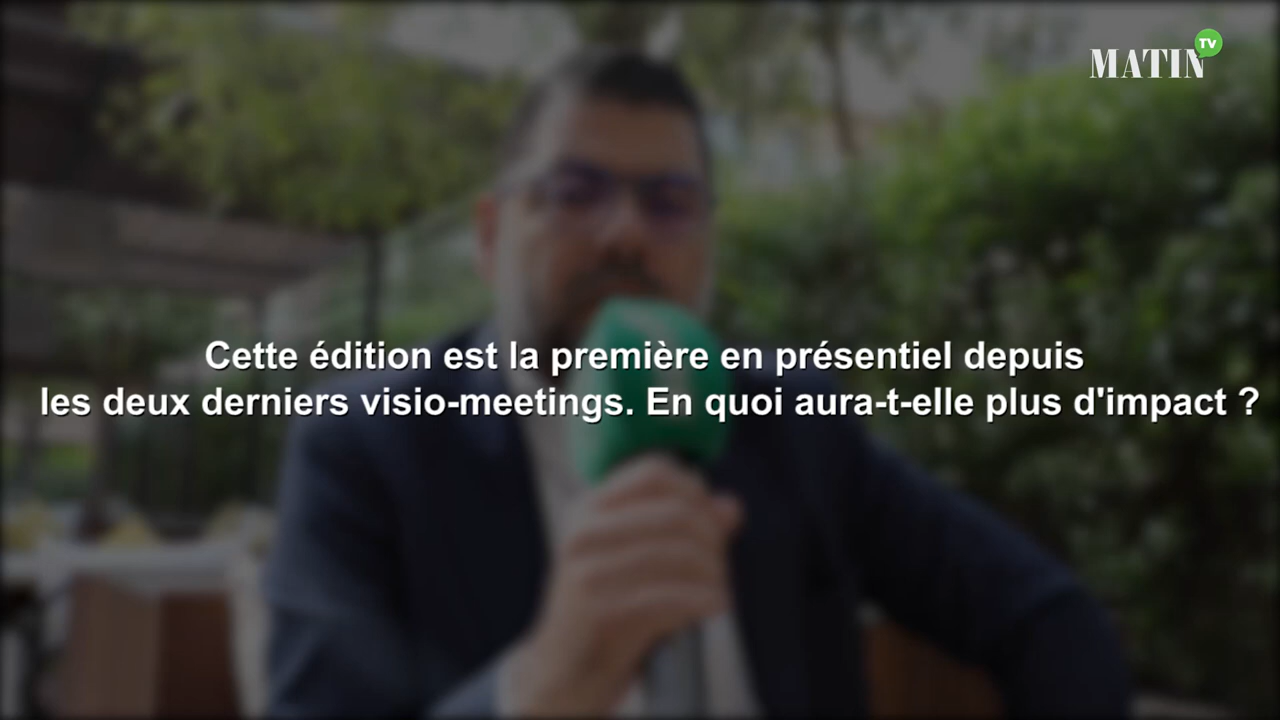 TV
MATIN
Cette édition est la première en présentiel depuis
les deux derniers visio-meetings. En quoi aura-t-elle plus d'impact ?